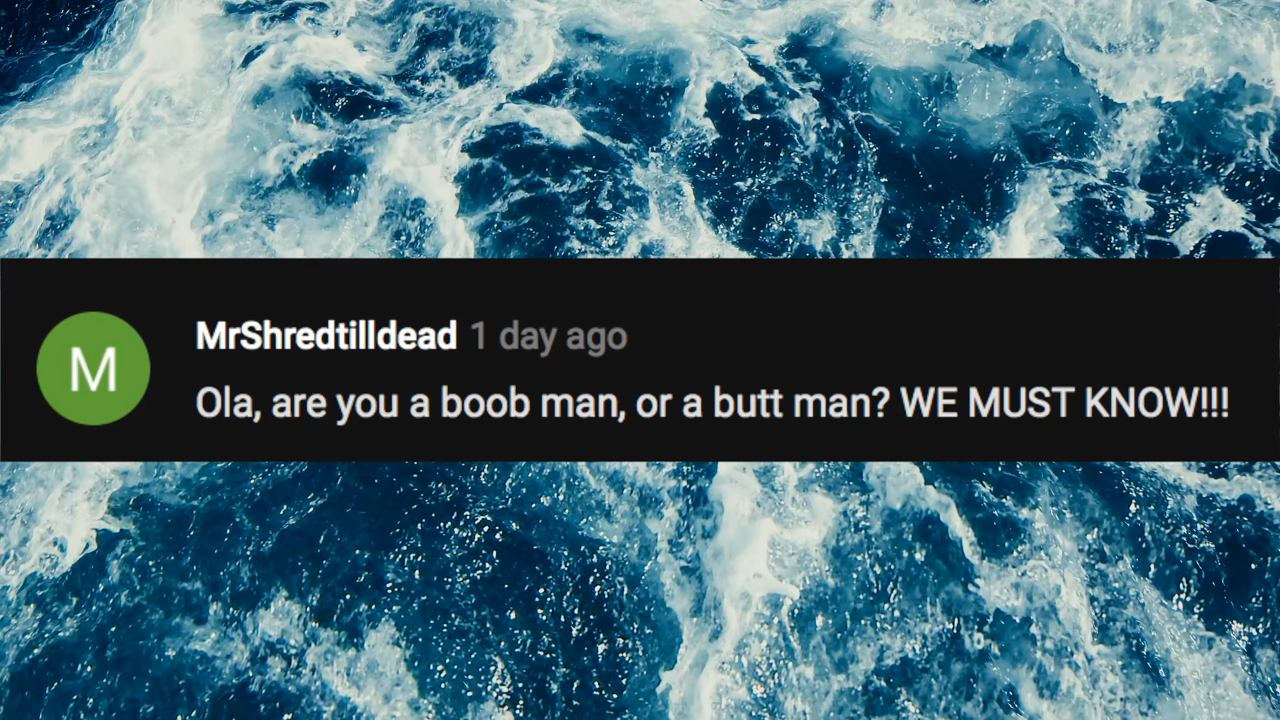 M
MrShredtilldead 1 day ago
Ola, are you a boob man, or a butt man? WE MUST KNOW!!!